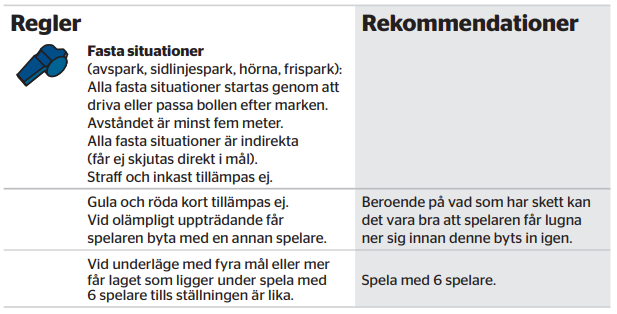 Regler
Rekommendationer
Fasta situationer
(avspark, sidlinjespark, hörna, frispark):
Alla fasta situationer startas genom att
driva eller passa bollen efter marken.
Avståndet är minst fem meter.
Alla fasta situationer är indirekta
(får ej skjutas direkt i mål).
Straff och inkast tillämpas ej.
Gula och röda kort tillämpas ej.
Vid olämpligt uppträdande får
spelaren byta med en annan spelare.
Beroende på vad som har skett kan
det vara bra att spelaren får lugna
ner sig innan denne byts in igen.
Vid underläge med fyra mål eller mer
får laget som ligger under spela med
6 spelare tills ställningen är lika.
Spela med 6 spelare.